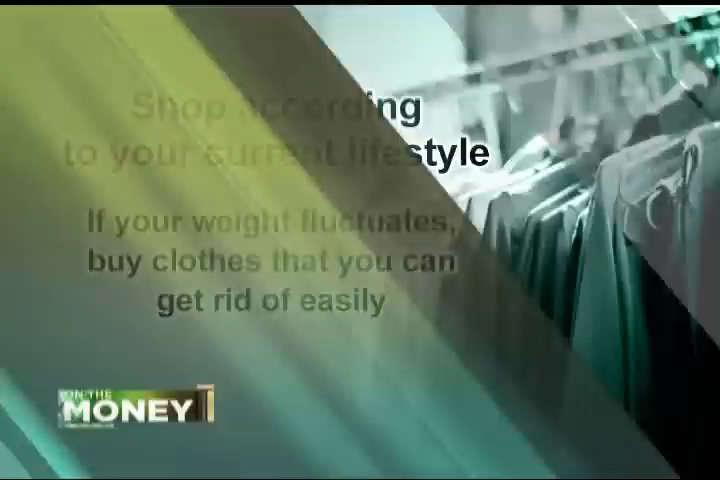 Shop according
to your current lifestyle
If your weight fluctuates,
buy clothes that you can
get rid of easily
ON THE
MONEY